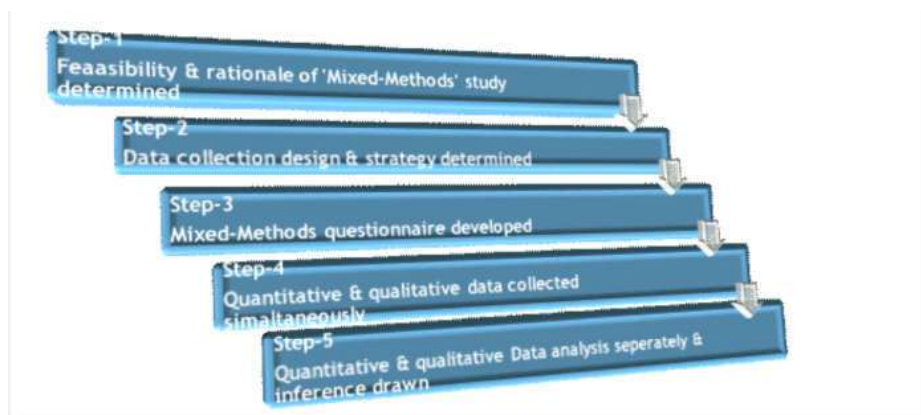 Step-1
Feaasibility & rationale of 'Mixed-Methods' study
determined
Step-2
Data collection design & strategy determined
Step-3
Mixed-Methods questionnaire developed
Step-4
Quantitative & qualitative data collected
simaltaneously
Step-5
Quantitative & qualitative Data analysis seperately &
inference drawn